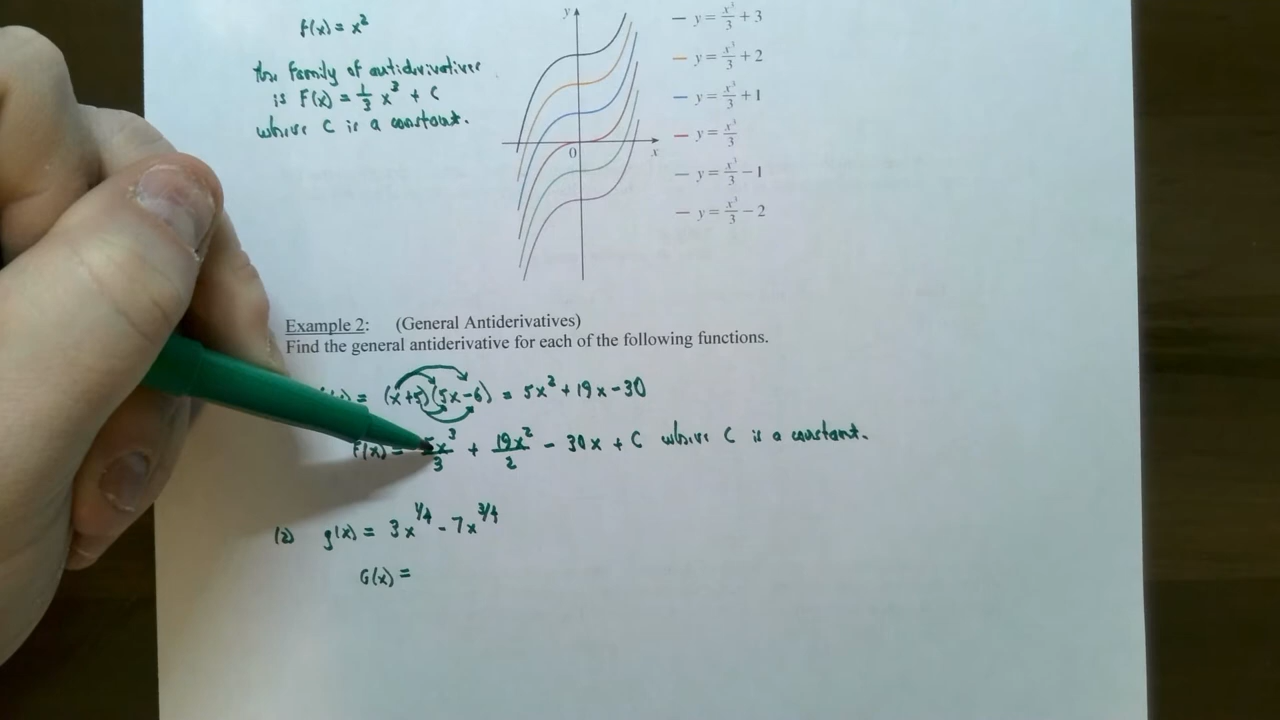 f(x) = x²
the family of antiderivatives
is F(x) = 1/3 x³ + C
where C is a constant.
y
0
x
y = x³/3 + 3
y = x³/3 + 2
y = x³/3 + 1
y = x³/3
y = x³/3 − 1
y = x³/3 − 2
Example 2: (General Antiderivatives)
Find the general antiderivative for each of the following functions.
= (x+5)(5x−6) = 5x² + 19x − 30
F(x) = 5x³/3 + 19x²/2 − 30x + C where C is a constant.
(2) g(x) = 3x^(1/4) − 7x^(3/4)
G(x) =